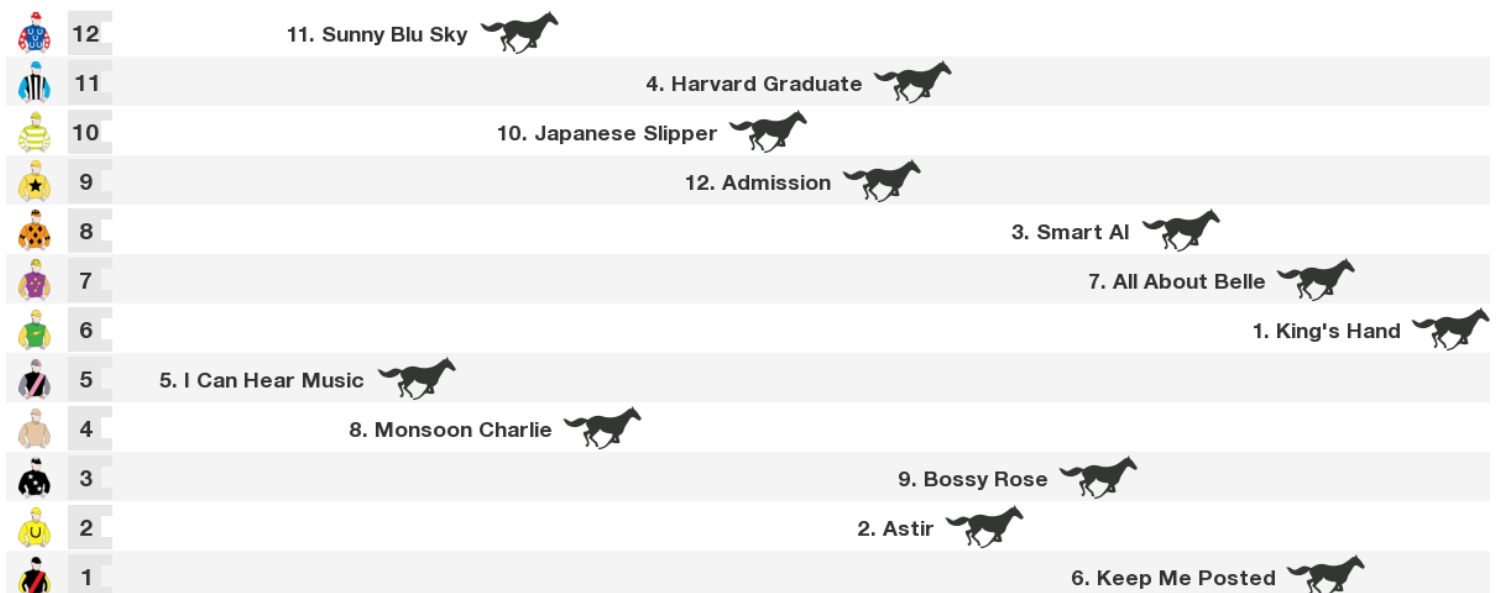 12 11. Sunny Blu Sky
11 4. Harvard Graduate
10 10. Japanese Slipper
9 12. Admission
8 3. Smart AI
7 7. All About Belle
6 1. King's Hand
5 5. I Can Hear Music
4 8. Monsoon Charlie
3 9. Bossy Rose
2 2. Astir
1 6. Keep Me Posted